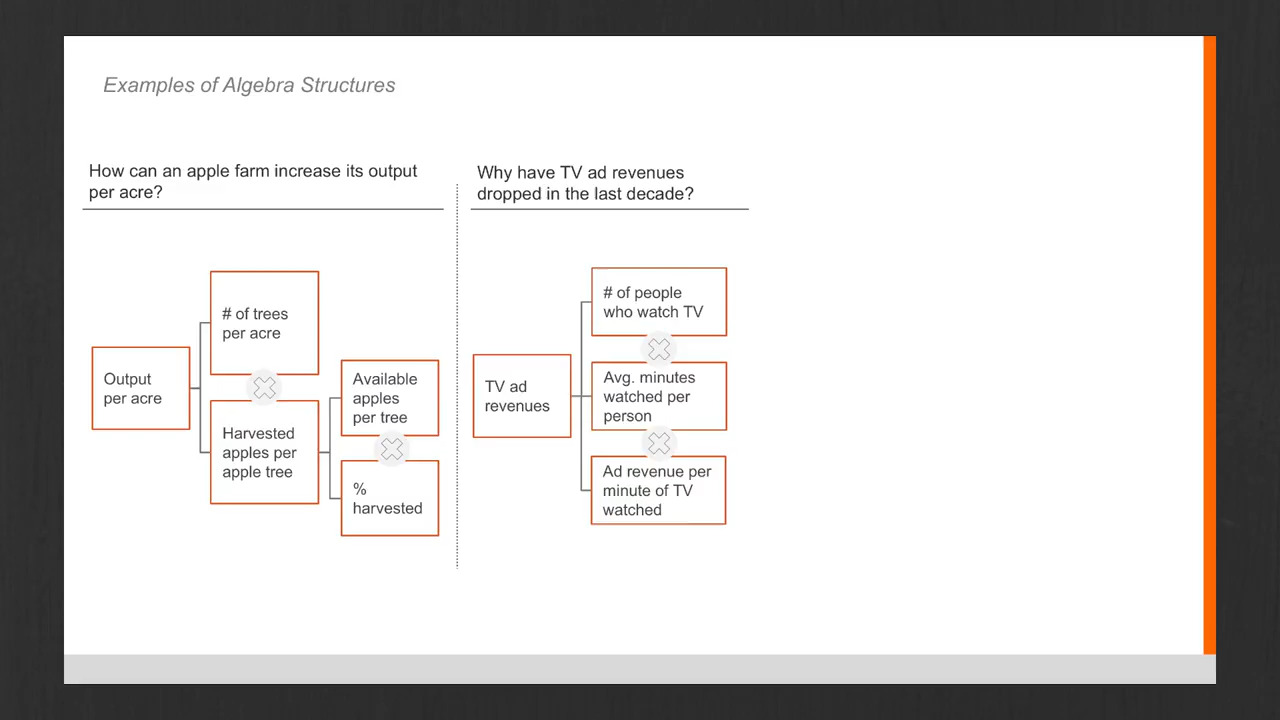 Examples of Algebra Structures
How can an apple farm increase its output
per acre?
Output
per acre
# of trees
per acre
Harvested
apples per
apple tree
Available
apples
per tree
%
harvested
Why have TV ad revenues
dropped in the last decade?
TV ad
revenues
# of people
who watch TV
Avg. minutes
watched per
person
Ad revenue per
minute of TV
watched